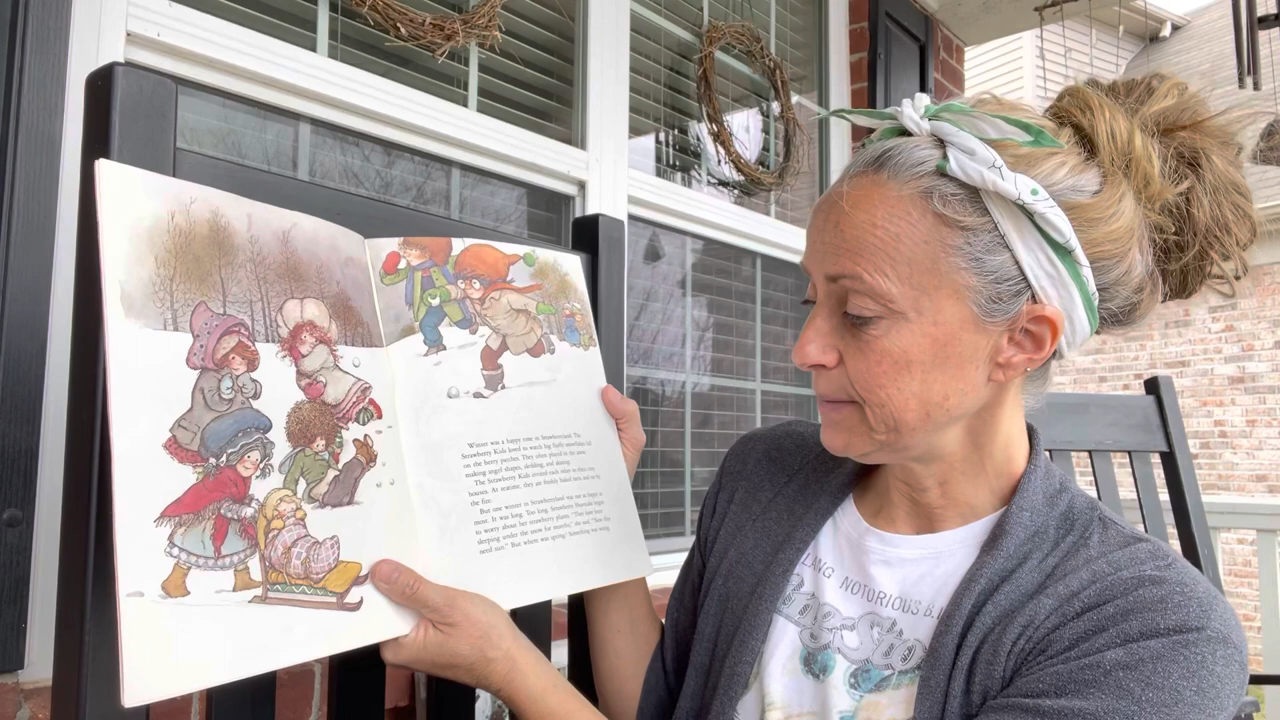 Winter was a happy time in Strawberryland. The
Strawberry Kids loved to watch big fluffy snowflakes fall
on the berry patches. They often played in the snow,
making angel shapes, sledding, and skating.
The Strawberry Kids invited each other to their cozy
houses. At teatime, they ate freshly baked tarts and sat by
the fire.
But one winter in Strawberryland was not as happy as
most. It was long. Too long. Strawberry Shortcake began
to worry about her strawberry plants. "They have been
sleeping under the snow for months," she said. "Now they
need sun." But where was spring? Something was wrong.
NOTORIOUS B.I